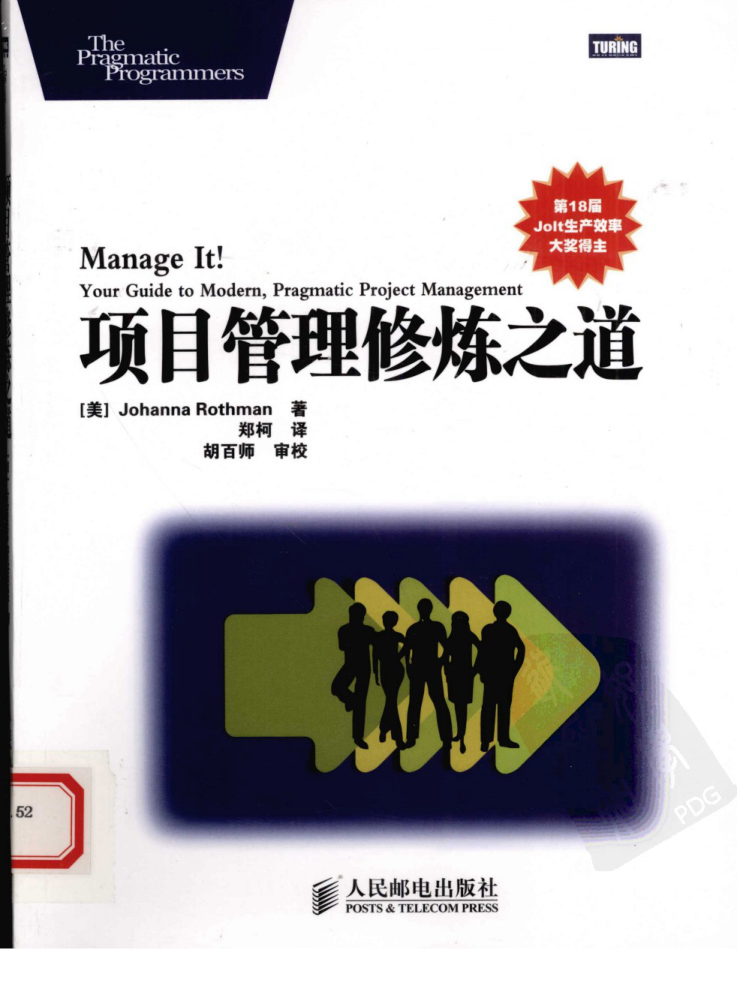 The
Pragmatic
Programmers
TURING
第18届
Jolt生产效率
大奖得主
Manage It!
Your Guide to Modern, Pragmatic Project Management
项目管理修炼之道
[美] Johanna Rothman 著
郑柯 译
胡百师 审校
.52
PDG
人民邮电出版社
POSTS & TELECOM PRESS